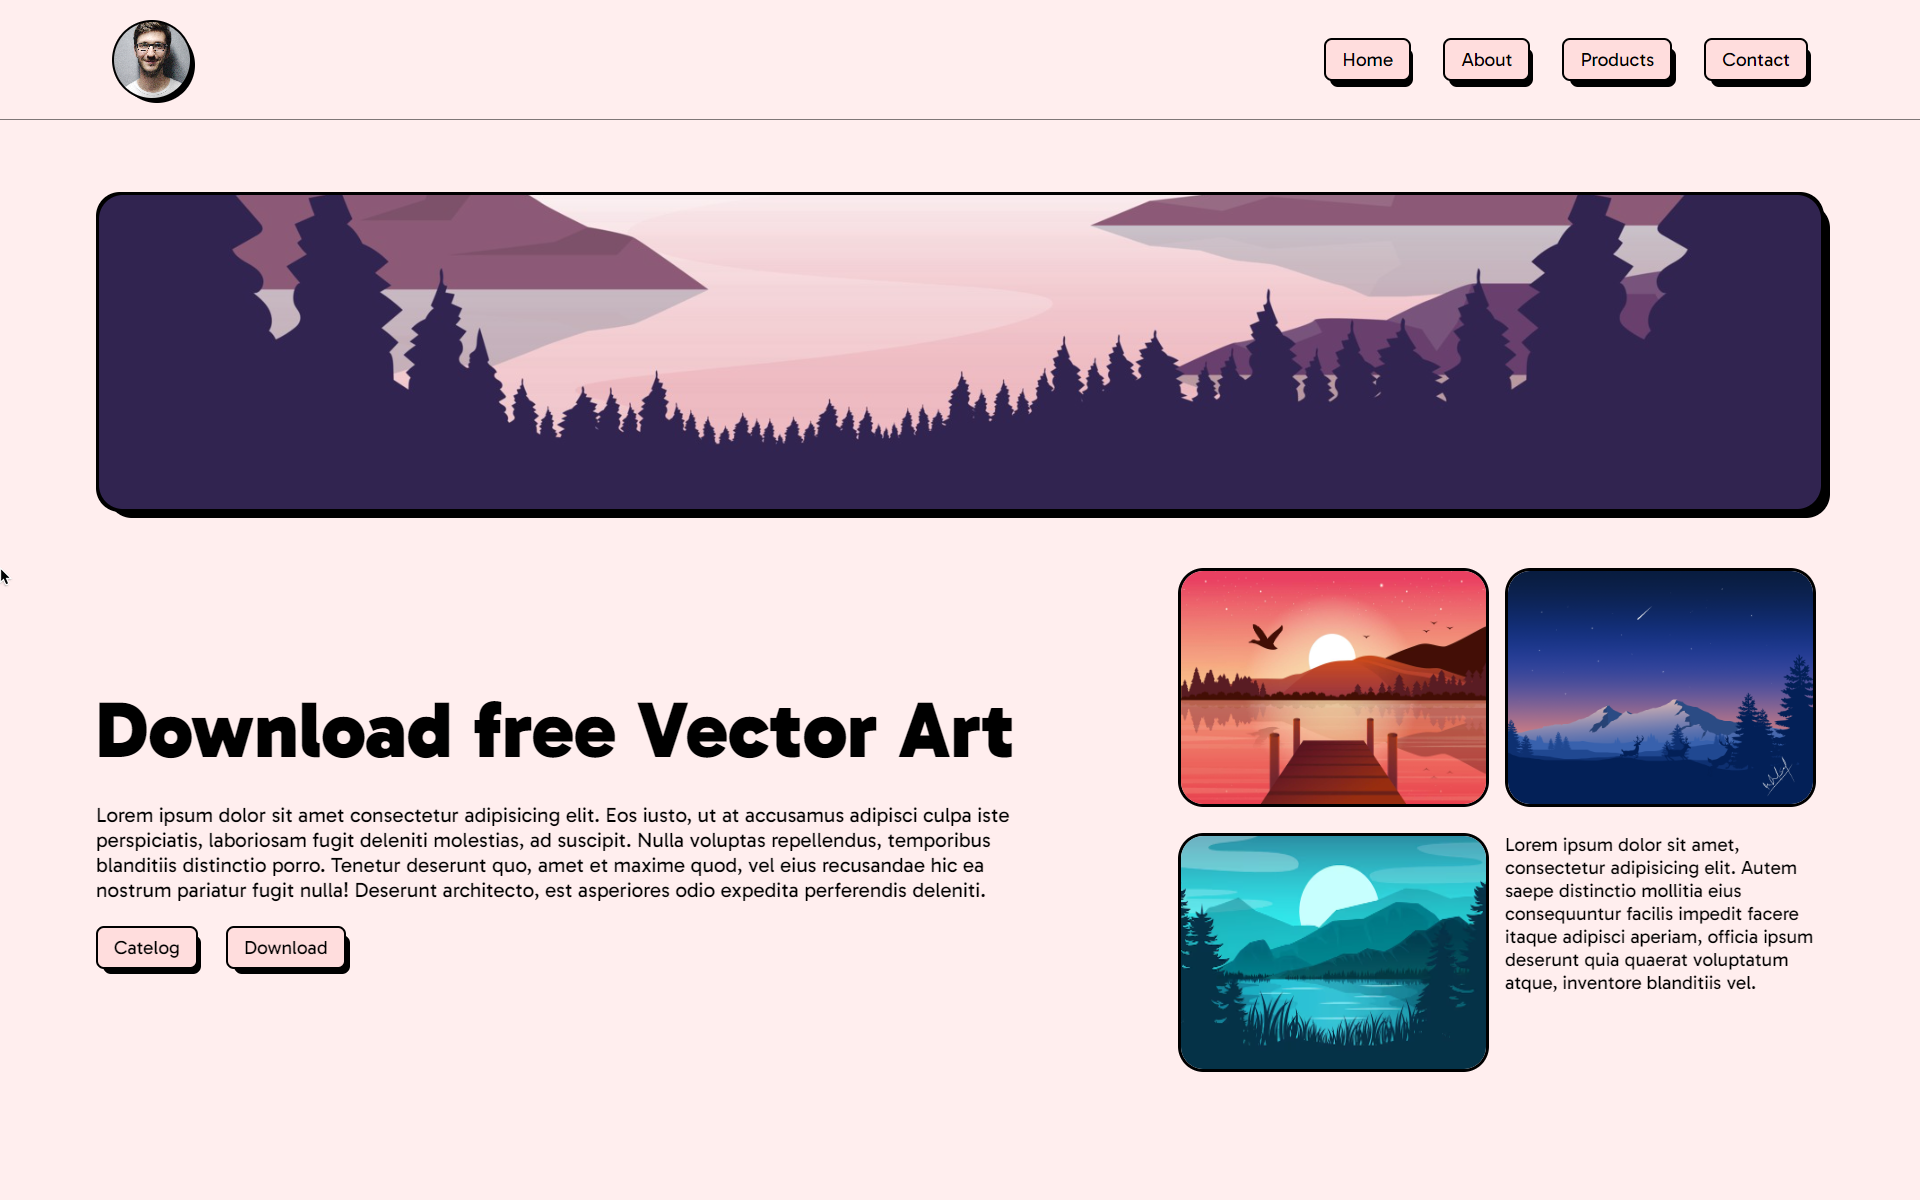 Home
About
Products
Contact
Download free Vector Art
Lorem ipsum dolor sit amet consectetur adipisicing elit. Eos iusto, ut at accusamus adipisci culpa iste
perspiciatis, laboriosam fugit deleniti molestias, ad suscipit. Nulla voluptas repellendus, temporibus
blanditiis distinctio porro. Tenetur deserunt quo, amet et maxime quod, vel eius recusandae hic ea
nostrum pariatur fugit nulla! Deserunt architecto, est asperiores odio expedita perferendis deleniti.
Catelog
Download
Lorem ipsum dolor sit amet,
consectetur adipisicing elit. Autem
saepe distinctio mollitia eius
consequuntur facilis impedit facere
itaque adipisci aperiam, officia ipsum
deserunt quia quaerat voluptatum
atque, inventore blanditiis vel.